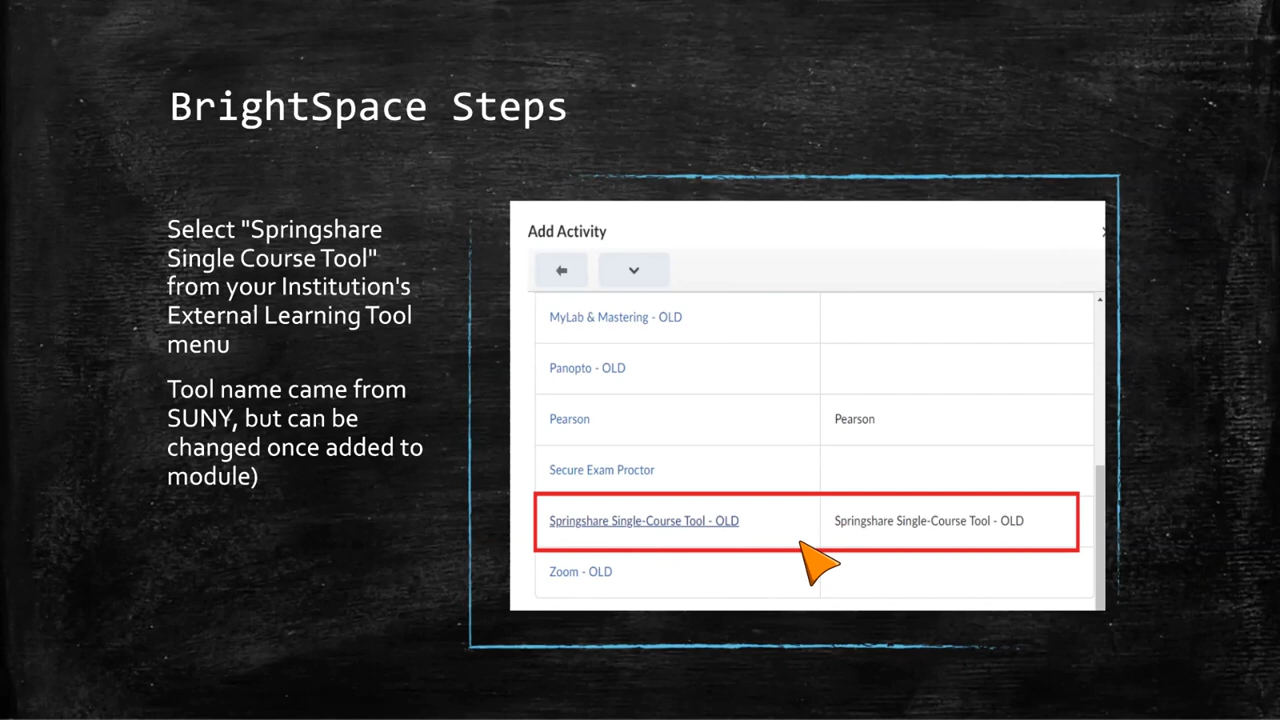 BrightSpace Steps
Select "Springshare
Single Course Tool"
from your Institution's
External Learning Tool
menu
Tool name came from
SUNY, but can be
changed once added to
module)
Add Activity
MyLab & Mastering - OLD
Panopto - OLD
Pearson Pearson
Secure Exam Proctor
Springshare Single-Course Tool - OLD Springshare Single-Course Tool - OLD
Zoom - OLD